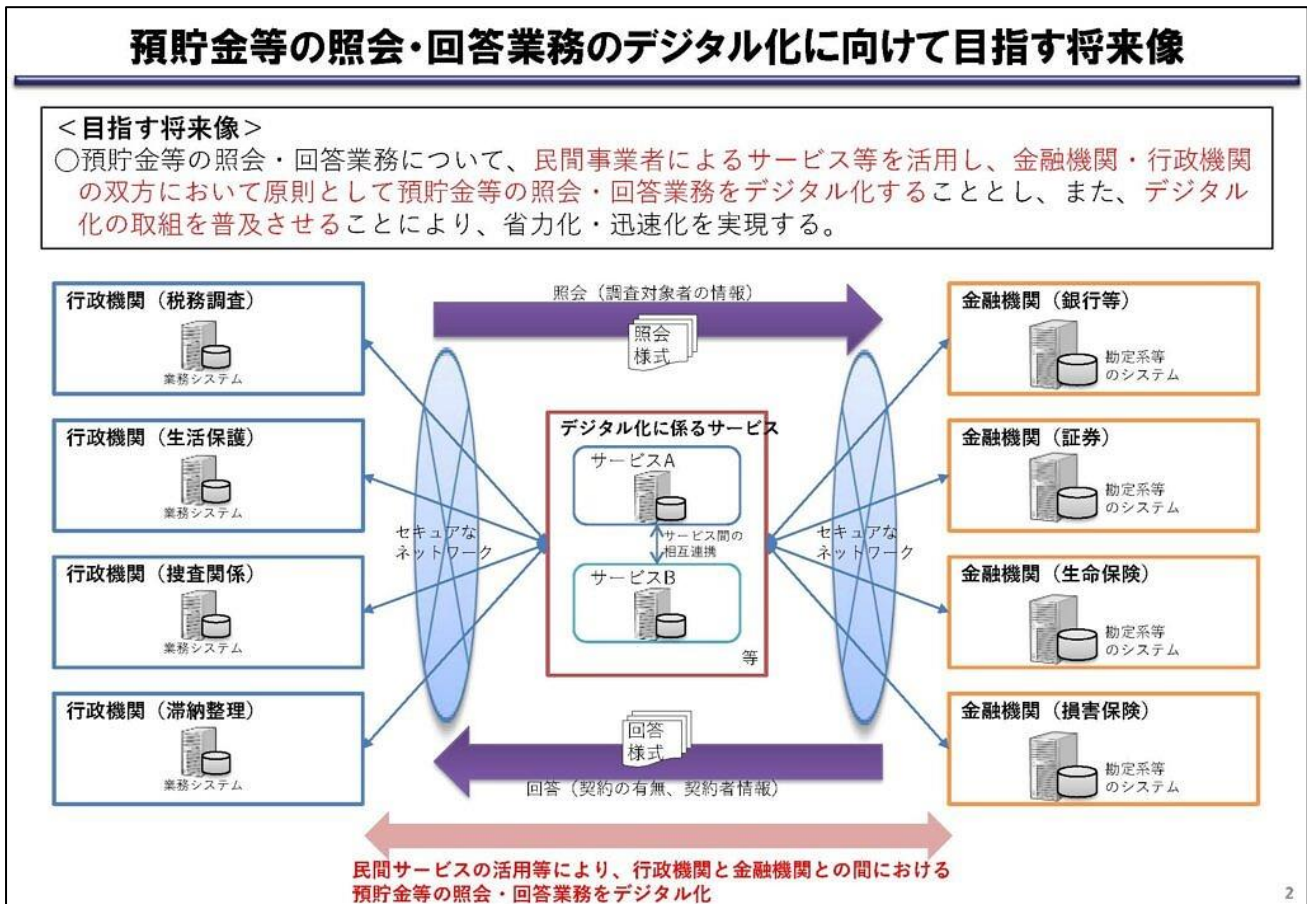 預貯金等の照会・回答業務のデジタル化に向けて目指す将来像
＜目指す将来像＞
○預貯金等の照会・回答業務について、民間事業者によるサービス等を活用し、金融機関・行政機関
の双方において原則として預貯金等の照会・回答業務をデジタル化することとし、また、デジタル
化の取組を普及させることにより、省力化・迅速化を実現する。
行政機関（税務調査）
業務システム
行政機関（生活保護）
業務システム
行政機関（捜査関係）
業務システム
行政機関（滞納整理）
業務システム
照会（調査対象者の情報）
照会
様式
セキュアな
ネットワーク
デジタル化に係るサービス
サービスA
サービス間の
相互連携
サービスB
等
セキュアな
ネットワーク
回答
様式
回答（契約の有無、契約者情報）
金融機関（銀行等）
勘定系等
のシステム
金融機関（証券）
勘定系等
のシステム
金融機関（生命保険）
勘定系等
のシステム
金融機関（損害保険）
勘定系等
のシステム
民間サービスの活用等により、行政機関と金融機関との間における
預貯金等の照会・回答業務をデジタル化
2